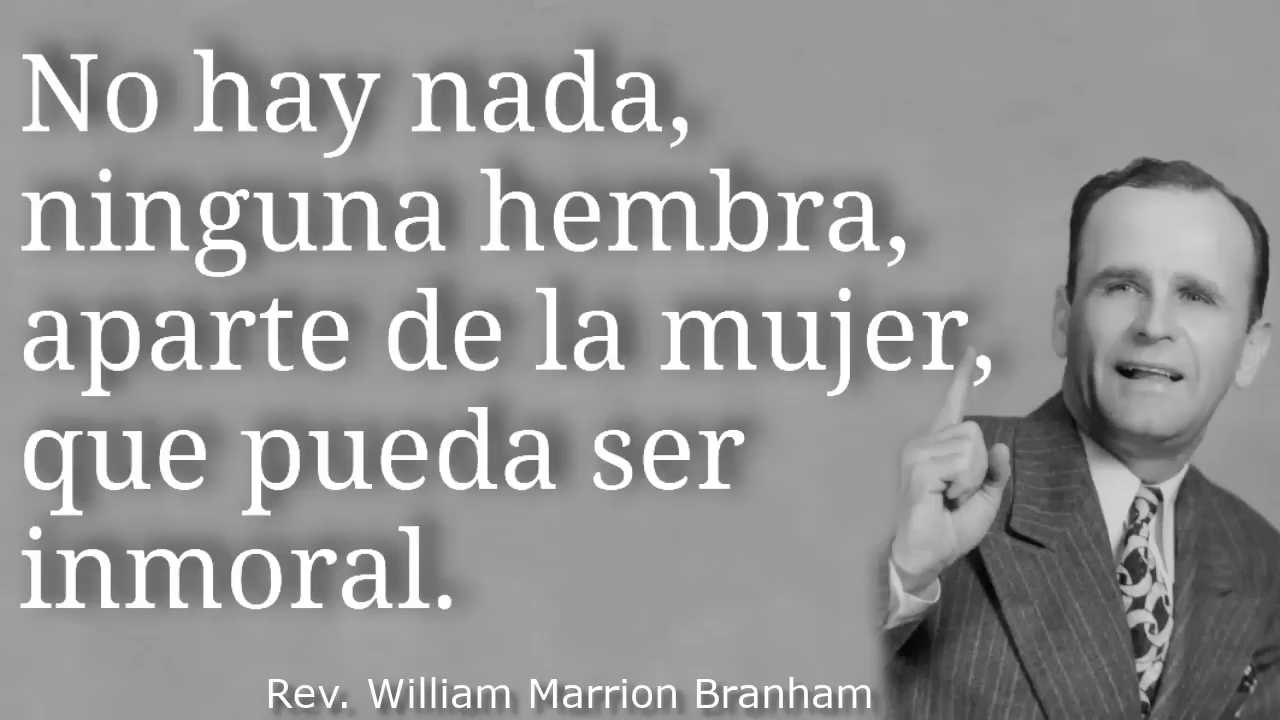 No hay nada,
ninguna hembra,
aparte de la mujer,
que pueda ser
inmoral.
Rev. William Marrion Branham